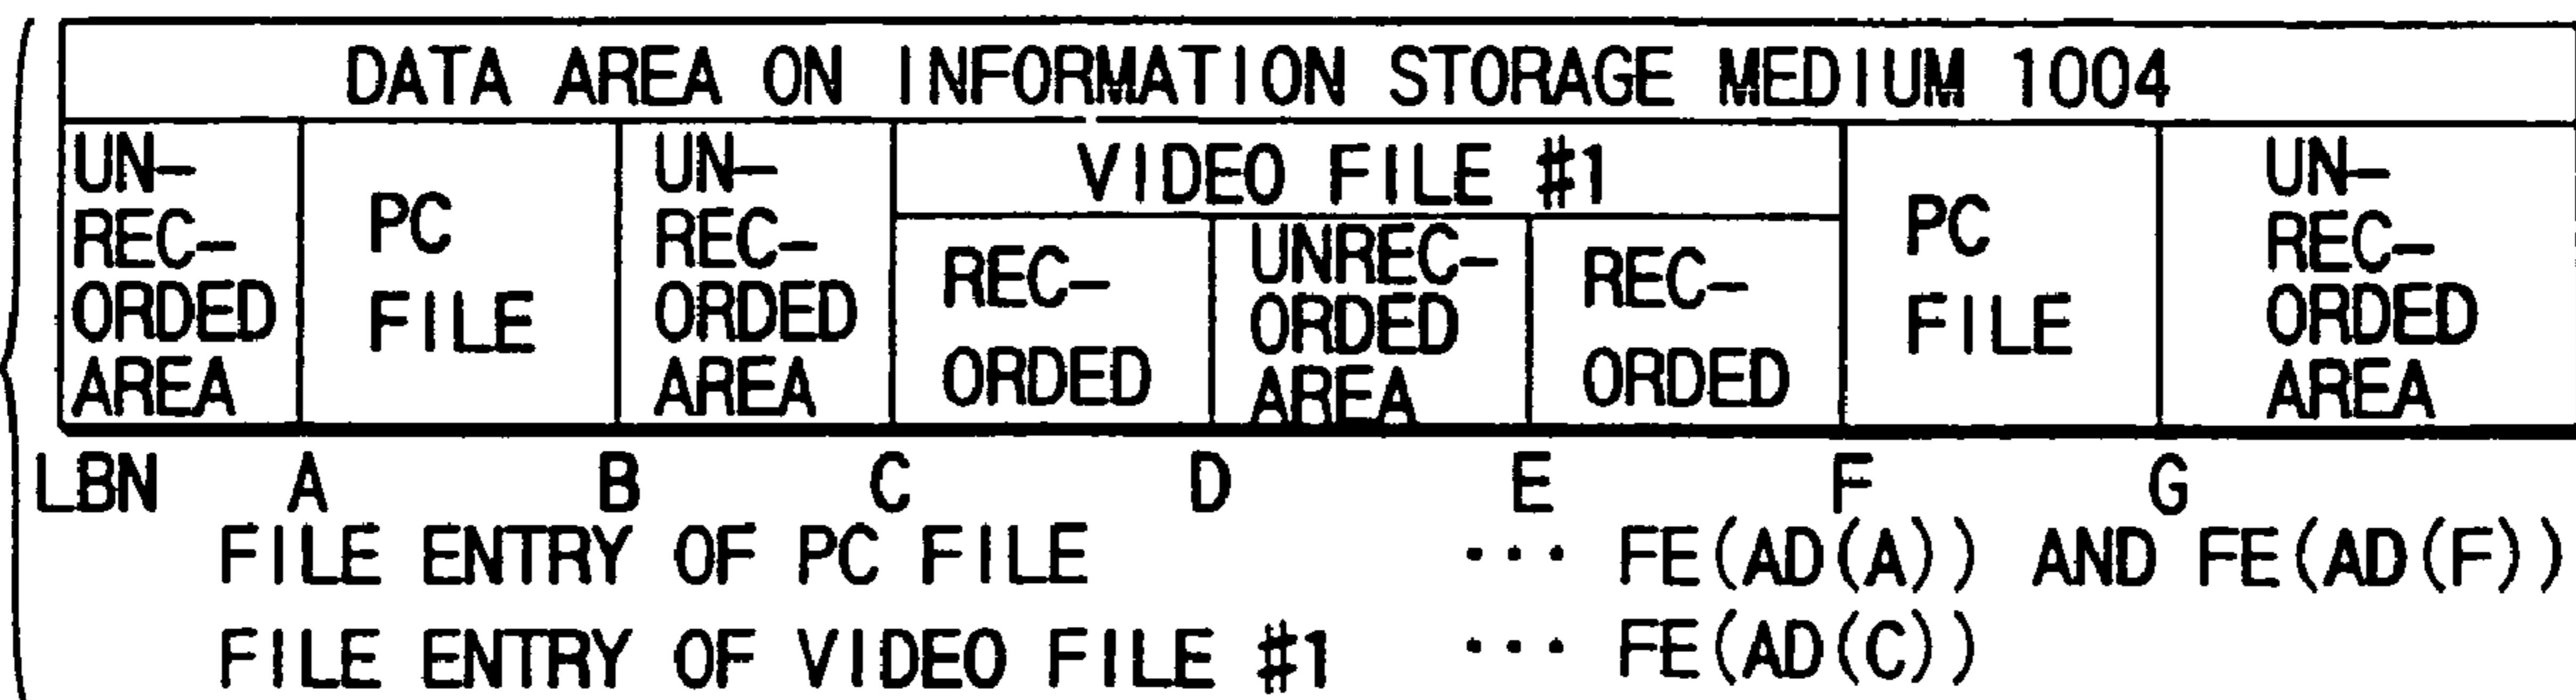 DATA AREA ON INFORMATION STORAGE MEDIUM 1004
UN-
REC-
ORDED
AREA
PC
FILE
UN-
REC-
ORDED
AREA
VIDEO FILE #1
REC-
ORDED
UNREC-
ORDED
AREA
REC-
ORDED
PC
FILE
UN-
REC-
ORDED
AREA
LBN A B C D E F G
FILE ENTRY OF PC FILE ··· FE(AD(A)) AND FE(AD(F))
FILE ENTRY OF VIDEO FILE #1 ··· FE(AD(C))